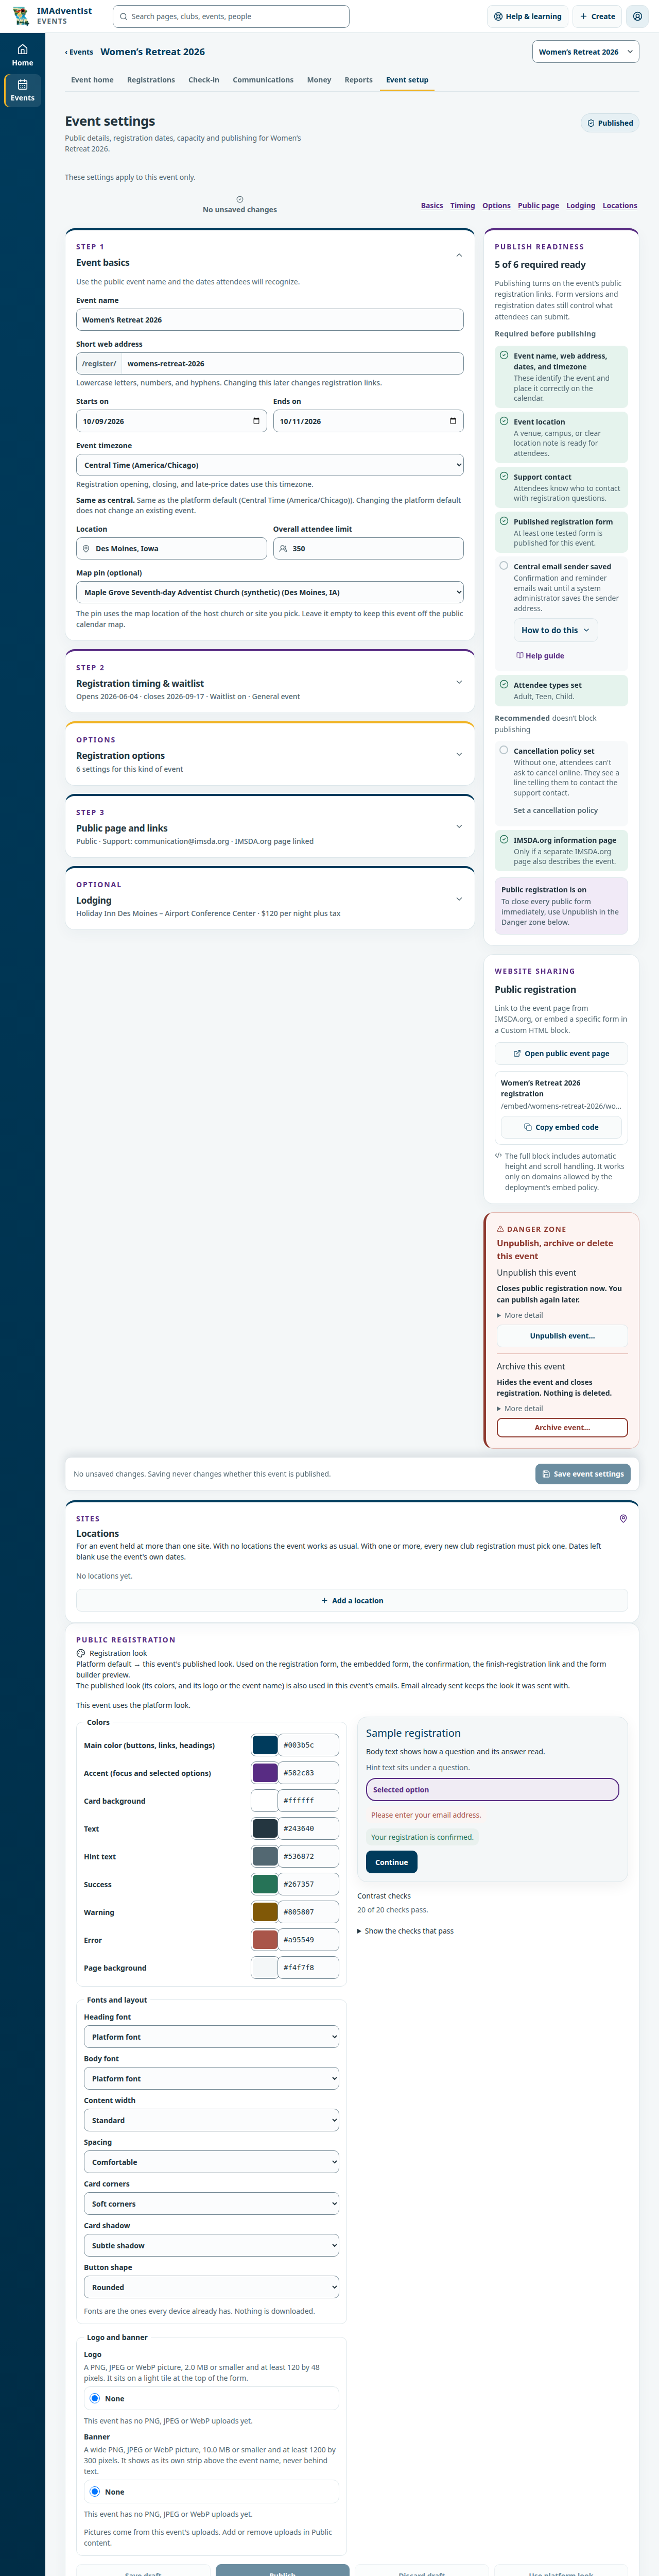 IMAdventist
EVENTS
Search pages, clubs, events, people
Help & learning
Create
Home
Events
‹ Events
Women's Retreat 2026
Women's Retreat 2026
Event home
Registrations
Check-in
Communications
Money
Reports
Event setup
Event settings
Published
Public details, registration dates, capacity and publishing for Women's
Retreat 2026.
These settings apply to this event only.
No unsaved changes
Basics
Timing
Options
Public page
Lodging
Locations
STEP 1
Event basics
Use the public event name and the dates attendees will recognize.
Event name
Women's Retreat 2026
Short web address
/register/
womens-retreat-2026
Lowercase letters, numbers, and hyphens. Changing this later changes registration links.
Starts on
Ends on
10/09/2026
10/11/2026
Event timezone
Central Time (America/Chicago)
Registration opening, closing, and late-price dates use this timezone.
Same as central. Same as the platform default (Central Time (America/Chicago)). Changing the platform default
does not change an existing event.
Location
Overall attendee limit
Des Moines, Iowa
350
Map pin (optional)
Maple Grove Seventh-day Adventist Church (synthetic) (Des Moines, IA)
The pin uses the map location of the host church or site you pick. Leave it empty to keep this event off the public
calendar map.
STEP 2
Registration timing & waitlist
Opens 2026-06-04 · closes 2026-09-17 · Waitlist on · General event
OPTIONS
Registration options
6 settings for this kind of event
STEP 3
Public page and links
Public · Support: communication@imsda.org · IMSDA.org page linked
OPTIONAL
Lodging
Holiday Inn Des Moines – Airport Conference Center · $120 per night plus tax
PUBLISH READINESS
5 of 6 required ready
Publishing turns on the event's public
registration links. Form versions and
registration dates still control what
attendees can submit.
Required before publishing
Event name, web address,
dates, and timezone
These identify the event and
place it correctly on the
calendar.
Event location
A venue, campus, or clear
location note is ready for
attendees.
Support contact
Attendees know who to contact
with registration questions.
Published registration form
At least one tested form is
published for this event.
Central email sender saved
Confirmation and reminder
emails wait until a system
administrator saves the sender
address.
How to do this
Help guide
Attendee types set
Adult, Teen, Child.
Recommended doesn't block
publishing
Cancellation policy set
Without one, attendees can't
ask to cancel online. They see a
line telling them to contact the
support contact.
Set a cancellation policy
IMSDA.org information page
Only if a separate IMSDA.org
page also describes the event.
Public registration is on
To close every public form
immediately, use Unpublish in the
Danger zone below.
WEBSITE SHARING
Public registration
Link to the event page from
IMSDA.org, or embed a specific form in
a Custom HTML block.
Open public event page
Women's Retreat 2026
registration
/embed/womens-retreat-2026/wo...
Copy embed code
The full block includes automatic
height and scroll handling. It works
only on domains allowed by the
deployment's embed policy.
DANGER ZONE
Unpublish, archive or delete
this event
Unpublish this event
Closes public registration now. You
can publish again later.
More detail
Unpublish event...
Archive this event
Hides the event and closes
registration. Nothing is deleted.
More detail
Archive event...
No unsaved changes. Saving never changes whether this event is published.
Save event settings
SITES
Locations
For an event held at more than one site. With no locations the event works as usual. With one or more, every new club registration must pick one. Dates left
blank use the event's own dates.
No locations yet.
Add a location
PUBLIC REGISTRATION
Registration look
Platform default → this event's published look. Used on the registration form, the embedded form, the confirmation, the finish-registration link and the form
builder preview.
The published look (its colors, and its logo or the event name) is also used in this event's emails. Email already sent keeps the look it was sent with.
This event uses the platform look.
Colors
Main color (buttons, links, headings)
#003b5c
Accent (focus and selected options)
#582c83
Card background
#ffffff
Text
#243640
Hint text
#536872
Success
#267357
Warning
#805807
Error
#a95549
Page background
#f4f7f8
Sample registration
Body text shows how a question and its answer read.
Hint text sits under a question.
Selected option
Please enter your email address.
Your registration is confirmed.
Continue
Contrast checks
20 of 20 checks pass.
Show the checks that pass
Fonts and layout
Heading font
Platform font
Body font
Platform font
Content width
Standard
Spacing
Comfortable
Card corners
Soft corners
Card shadow
Subtle shadow
Button shape
Rounded
Fonts are the ones every device already has. Nothing is downloaded.
Logo and banner
Logo
A PNG, JPEG or WebP picture, 2.0 MB or smaller and at least 120 by 48
pixels. It sits on a light tile at the top of the form.
None
This event has no PNG, JPEG or WebP uploads yet.
Banner
A wide PNG, JPEG or WebP picture, 10.0 MB or smaller and at least 1200 by
300 pixels. It shows as its own strip above the event name, never behind
text.
None
This event has no PNG, JPEG or WebP uploads yet.
Pictures come from this event's uploads. Add or remove uploads in Public
content.
Save draft
Publish
Discard draft
Use platform look